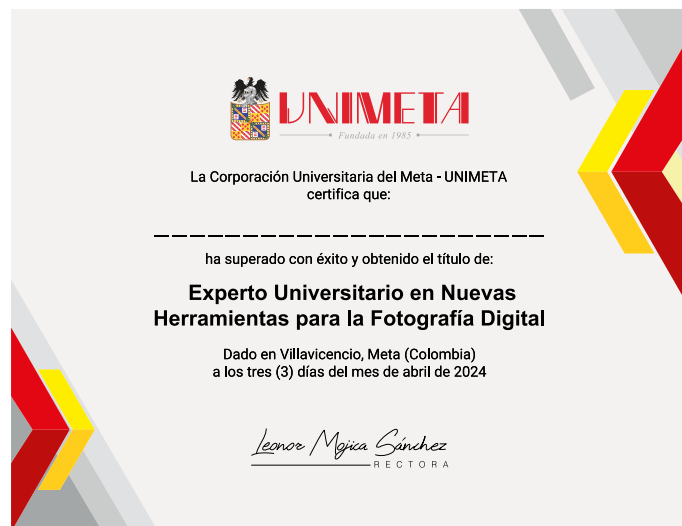 UNIMETA
Fundada en 1985
La Corporación Universitaria del Meta - UNIMETA
certifica que:
ha superado con éxito y obtenido el título de:
Experto Universitario en Nuevas
Herramientas para la Fotografía Digital
Dado en Villavicencio, Meta (Colombia)
a los tres (3) días del mes de abril de 2024
Leonor Mojica Sánchez
RECTORA